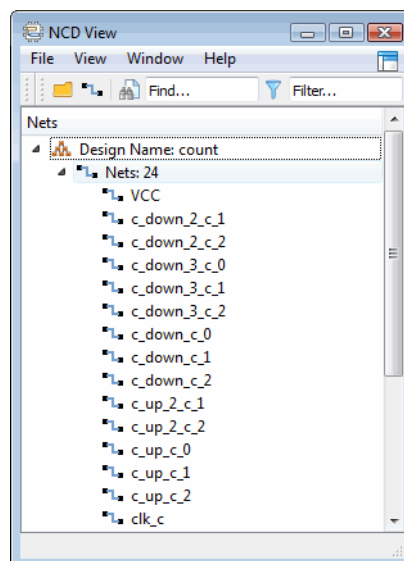 NCD View
File View Window Help
Find... Filter...
Nets
Design Name: count
Nets: 24
VCC
c_down_2_c_1
c_down_2_c_2
c_down_3_c_0
c_down_3_c_1
c_down_3_c_2
c_down_c_0
c_down_c_1
c_down_c_2
c_up_2_c_1
c_up_2_c_2
c_up_c_0
c_up_c_1
c_up_c_2
clk_c